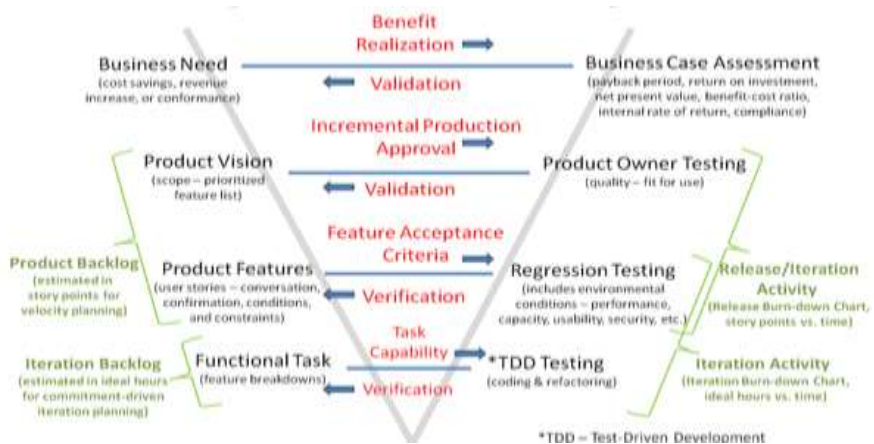 Benefit
Realization
Business Need
(cost savings, revenue
increase, or conformance)
Validation
Business Case Assessment
(payback period, return on investment,
net present value, benefit-cost ratio,
internal rate of return, compliance)
Incremental Production
Approval
Product Vision
(scope – prioritized
feature list)
Validation
Product Owner Testing
(quality – fit for use)
Feature Acceptance
Criteria
Product Backlog
(estimated in
story points for
velocity planning)
Product Features
(user stories – conversation,
confirmation, conditions,
and constraints)
Verification
Regression Testing
(includes environmental
conditions – performance,
capacity, usability, security, etc.)
Release/Iteration
Activity
(Release Burn-down Chart,
story points vs. time)
Task
Capability
Iteration Backlog
(estimated in ideal hours
for commitment-driven
iteration planning)
Functional Task
(feature breakdowns)
Verification
*TDD Testing
(coding & refactoring)
Iteration Activity
(Iteration Burn-down Chart,
ideal hours vs. time)
*TDD – Test-Driven Development